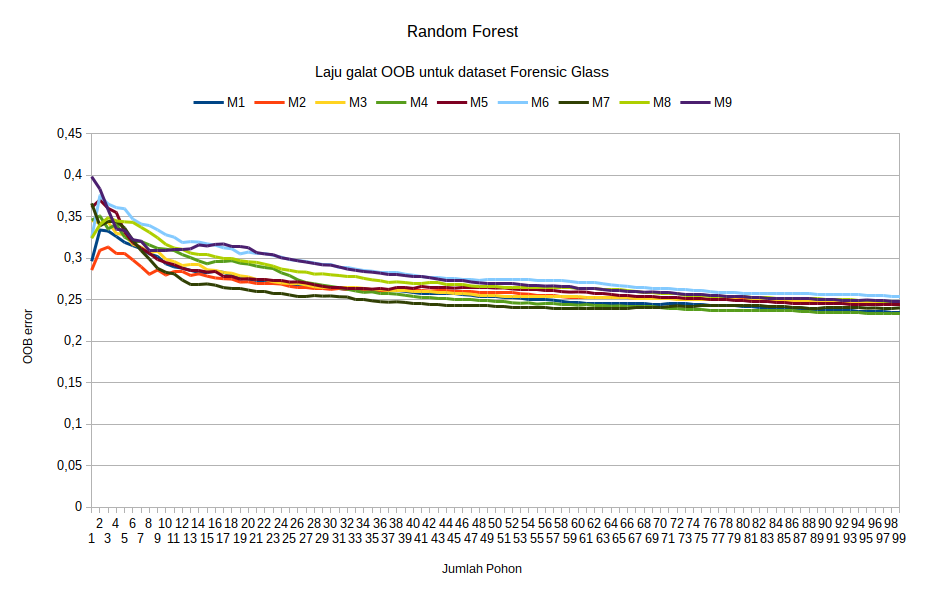 Random Forest
Laju galat OOB untuk dataset Forensic Glass
M1 M2 M3 M4 M5 M6 M7 M8 M9
0,45
0,4
0,35
0,3
0,25
0,2
0,15
0,1
0,05
0
OOB error
2 4 6 8 10 12 14 16 18 20 22 24 26 28 30 32 34 36 38 40 42 44 46 48 50 52 54 56 58 60 62 64 66 68 70 72 74 76 78 80 82 84 86 88 90 92 94 96 98
1 3 5 7 9 11 13 15 17 19 21 23 25 27 29 31 33 35 37 39 41 43 45 47 49 51 53 55 57 59 61 63 65 67 69 71 73 75 77 79 81 83 85 87 89 91 93 95 97 99
Jumlah Pohon